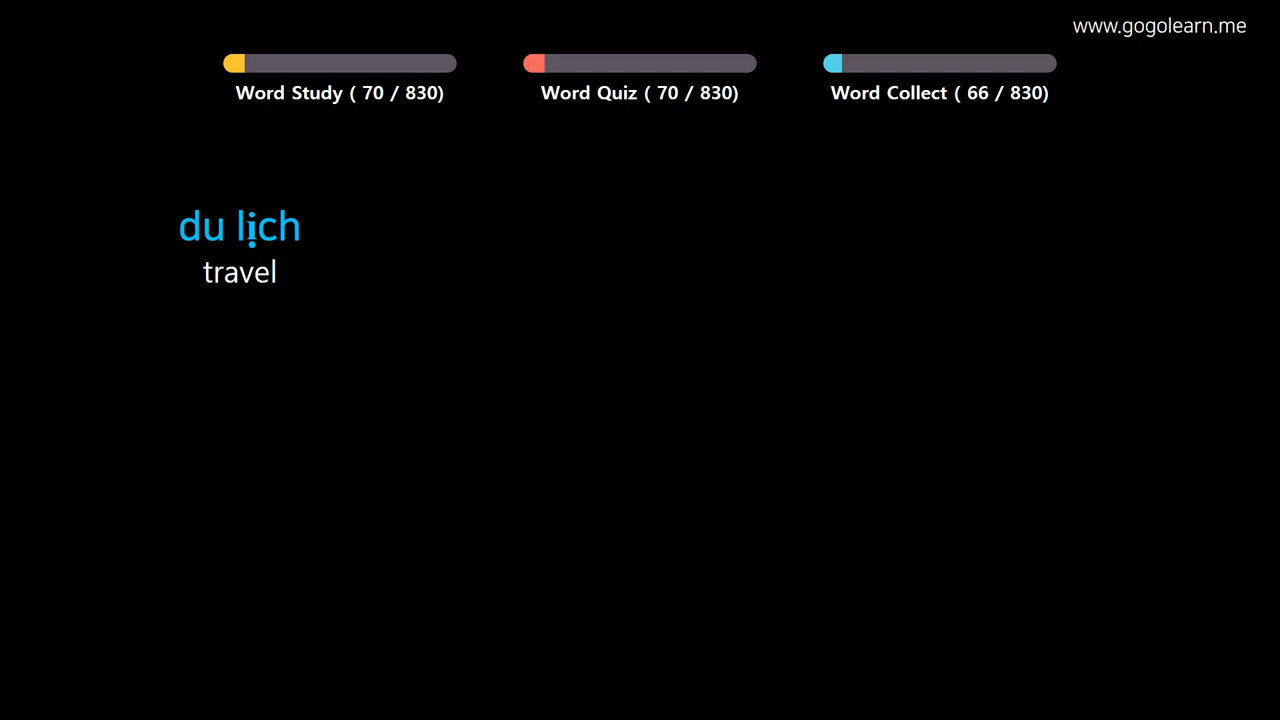 www.gogolearn.me
Word Study ( 70 / 830)
Word Quiz ( 70 / 830)
Word Collect ( 66 / 830)
du lịch
travel